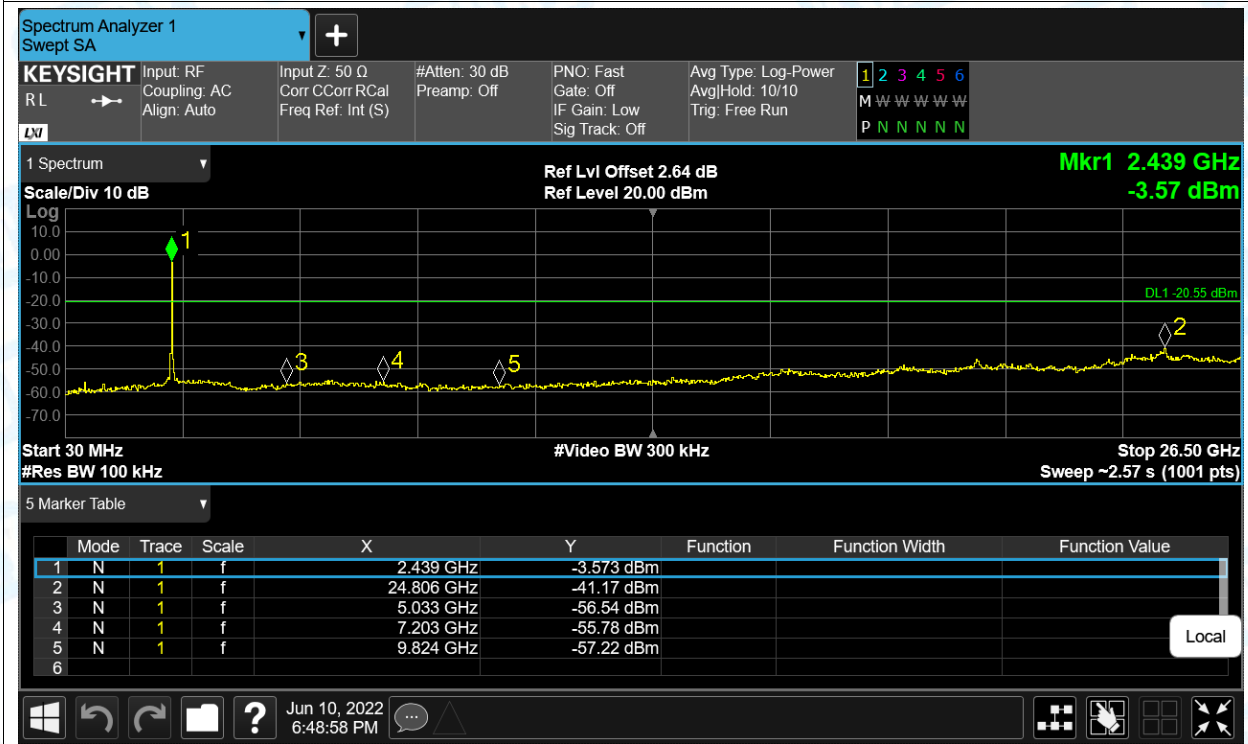 Spectrum Analyzer 1
Swept SA
+
KEYSIGHT Input: RF Input Z: 50 Ω #Atten: 30 dB PNO: Fast Avg Type: Log-Power 1 2 3 4 5 6
R L Coupling: AC Corr CCorr RCal Preamp: Off Gate: Off Avg|Hold: 10/10 M W W W W W
Align: Auto Freq Ref: Int (S) IF Gain: Low Trig: Free Run
LXI Sig Track: Off P N N N N N
1 Spectrum Ref Lvl Offset 2.64 dB Mkr1 2.439 GHz
Scale/Div 10 dB Ref Level 20.00 dBm -3.57 dBm
Log
10.0 1
0.00
-10.0
DL1 -20.55 dBm
-20.0
-30.0 2
-40.0
3 4 5
-50.0
-60.0
-70.0
Start 30 MHz #Video BW 300 kHz Stop 26.50 GHz
#Res BW 100 kHz Sweep ~2.57 s (1001 pts)
5 Marker Table
Mode Trace Scale X Y Function Function Width Function Value
1 N 1 f 2.439 GHz -3.573 dBm
2 N 1 f 24.806 GHz -41.17 dBm
3 N 1 f 5.033 GHz -56.54 dBm
4 N 1 f 7.203 GHz -55.78 dBm
5 N 1 f 9.824 GHz -57.22 dBm
6
Local
? Jun 10, 2022
6:48:58 PM